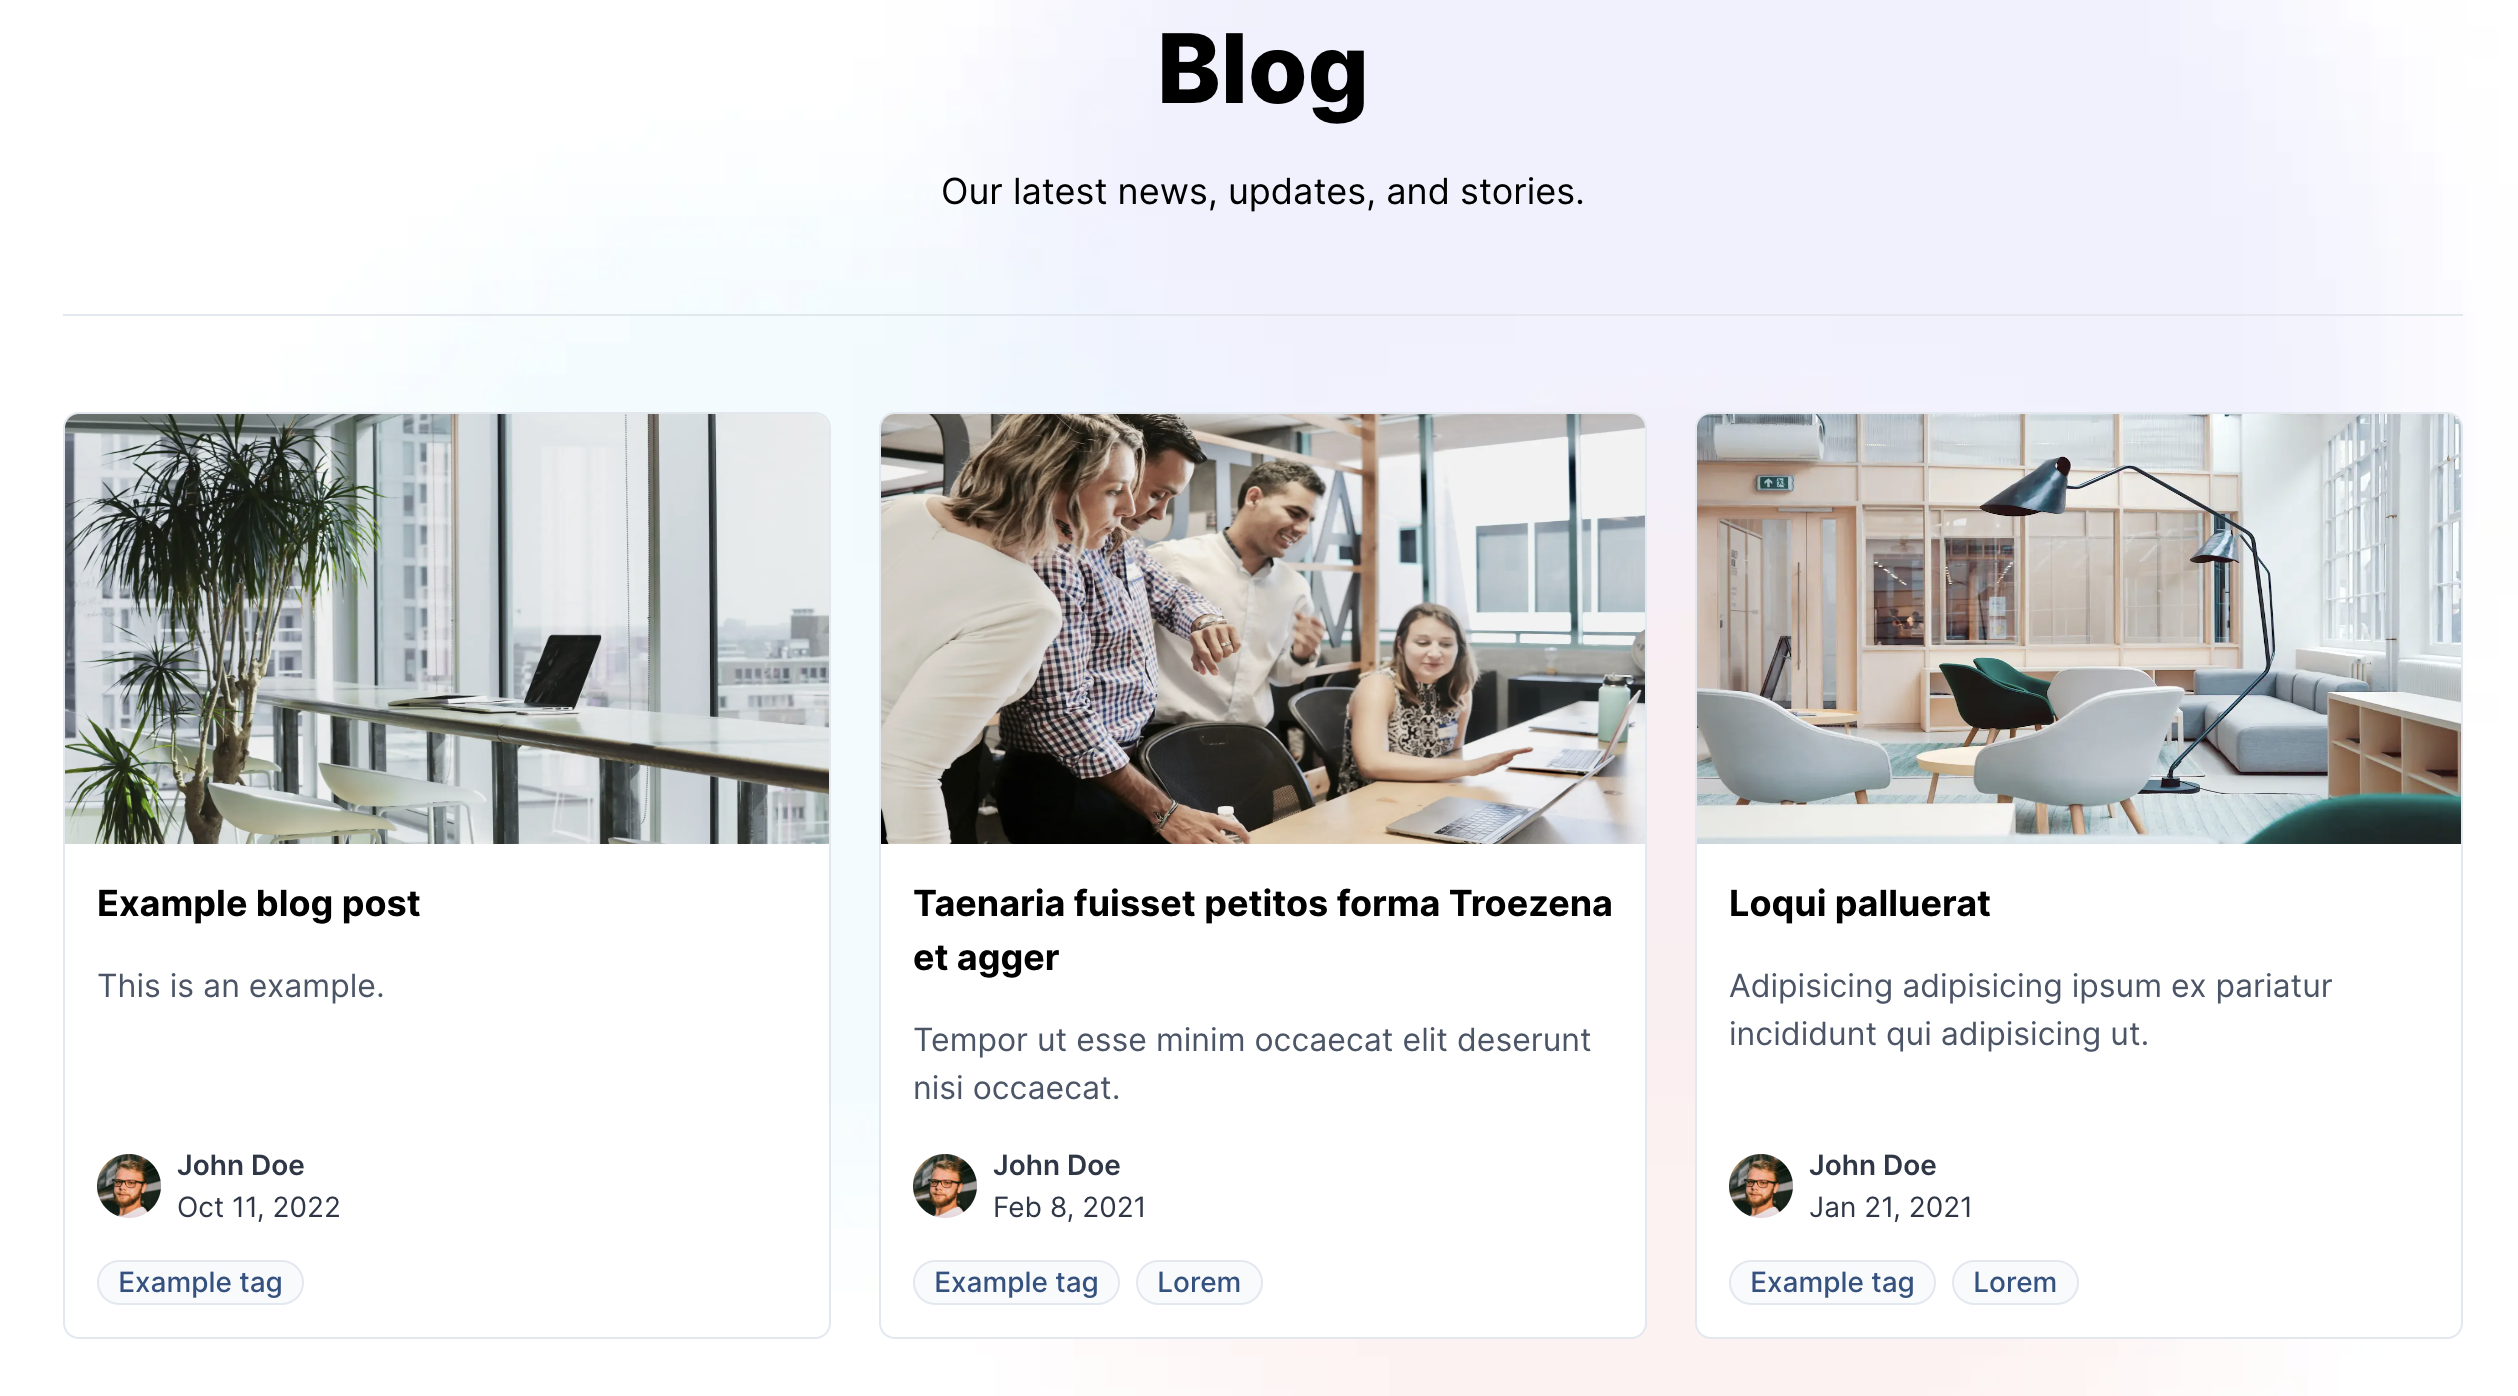 Blog
Our latest news, updates, and stories.
Example blog post
This is an example.
John Doe
Oct 11, 2022
Example tag
Taenaria fuisset petitos forma Troezena
et agger
Tempor ut esse minim occaecat elit deserunt
nisi occaecat.
John Doe
Feb 8, 2021
Example tag
Lorem
Loqui palluerat
Adipisicing adipisicing ipsum ex pariatur
incididunt qui adipisicing ut.
John Doe
Jan 21, 2021
Example tag
Lorem